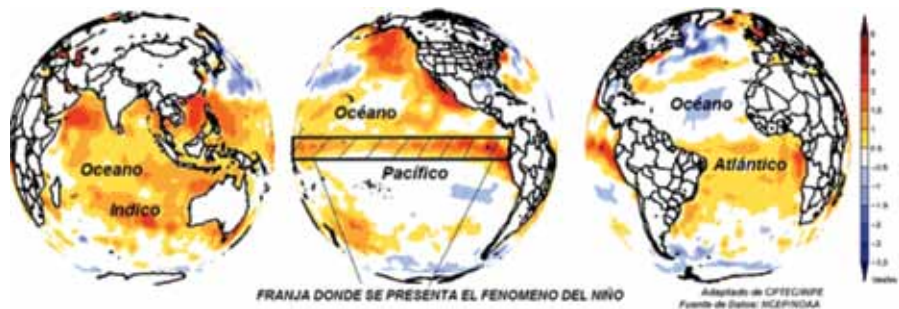 Océano
Pacífico
Oceano
Indico
Océano
Atlántico
FRANJA DONDE SE PRESENTA EL FENOMENO DEL NIÑO
Adaptado de CPTEC/INPE
Fuente de Datos: NCEP/NOAA